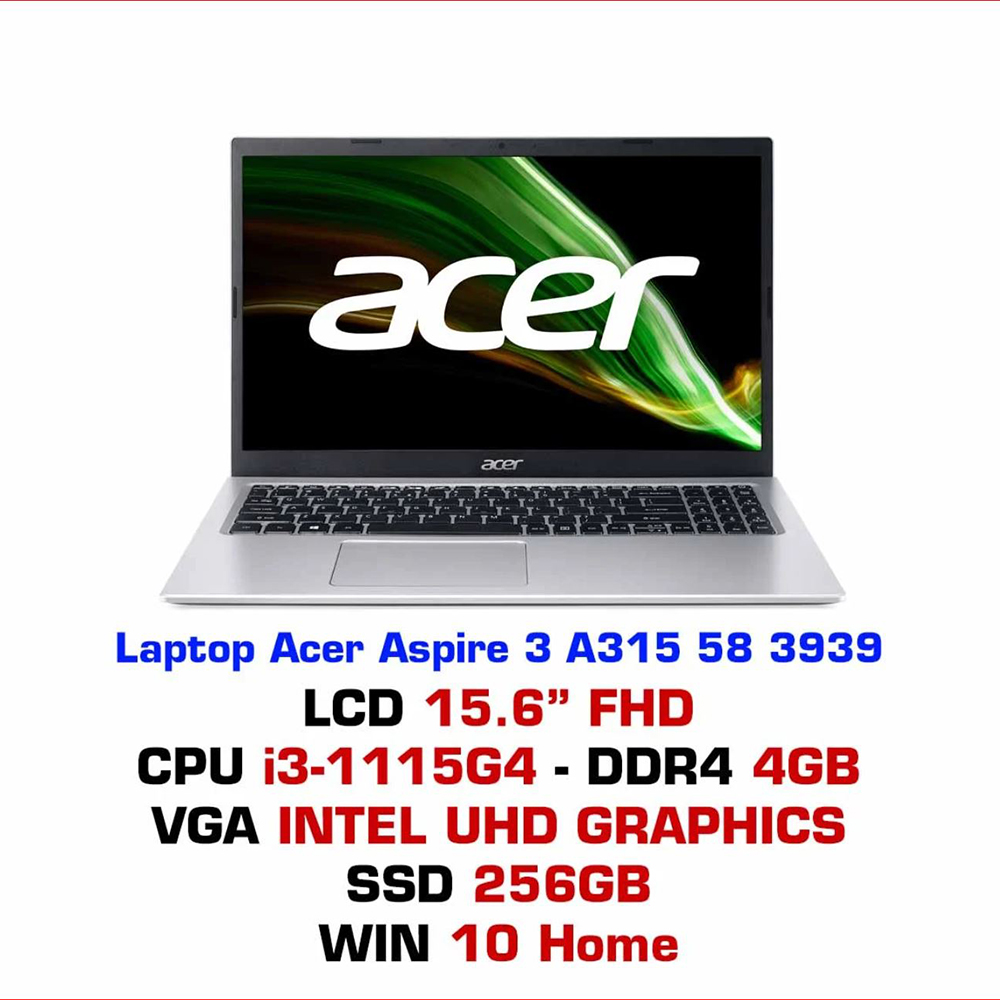 acer
acer
Laptop Acer Aspire 3 A315 58 3939
LCD 15.6” FHD
CPU i3-1115G4 - DDR4 4GB
VGA INTEL UHD GRAPHICS
SSD 256GB
WIN 10 Home